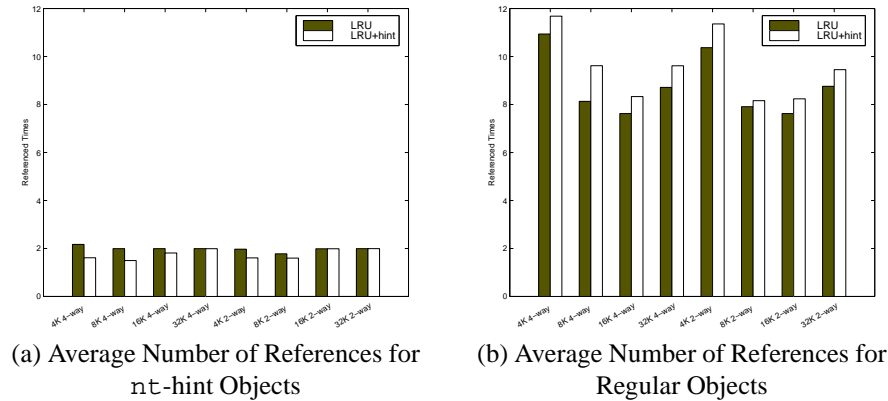 12
10
8
6
4
2
0
Referenced Times
LRU
LRU+hint
4K 4-way
8K 4-way
16K 4-way
32K 4-way
4K 2-way
8K 2-way
16K 2-way
32K 2-way
(a) Average Number of References for
nt-hint Objects
12
10
8
6
4
2
0
Referenced Times
LRU
LRU+hint
4K 4-way
8K 4-way
16K 4-way
32K 4-way
4K 2-way
8K 2-way
16K 2-way
32K 2-way
(b) Average Number of References for
Regular Objects